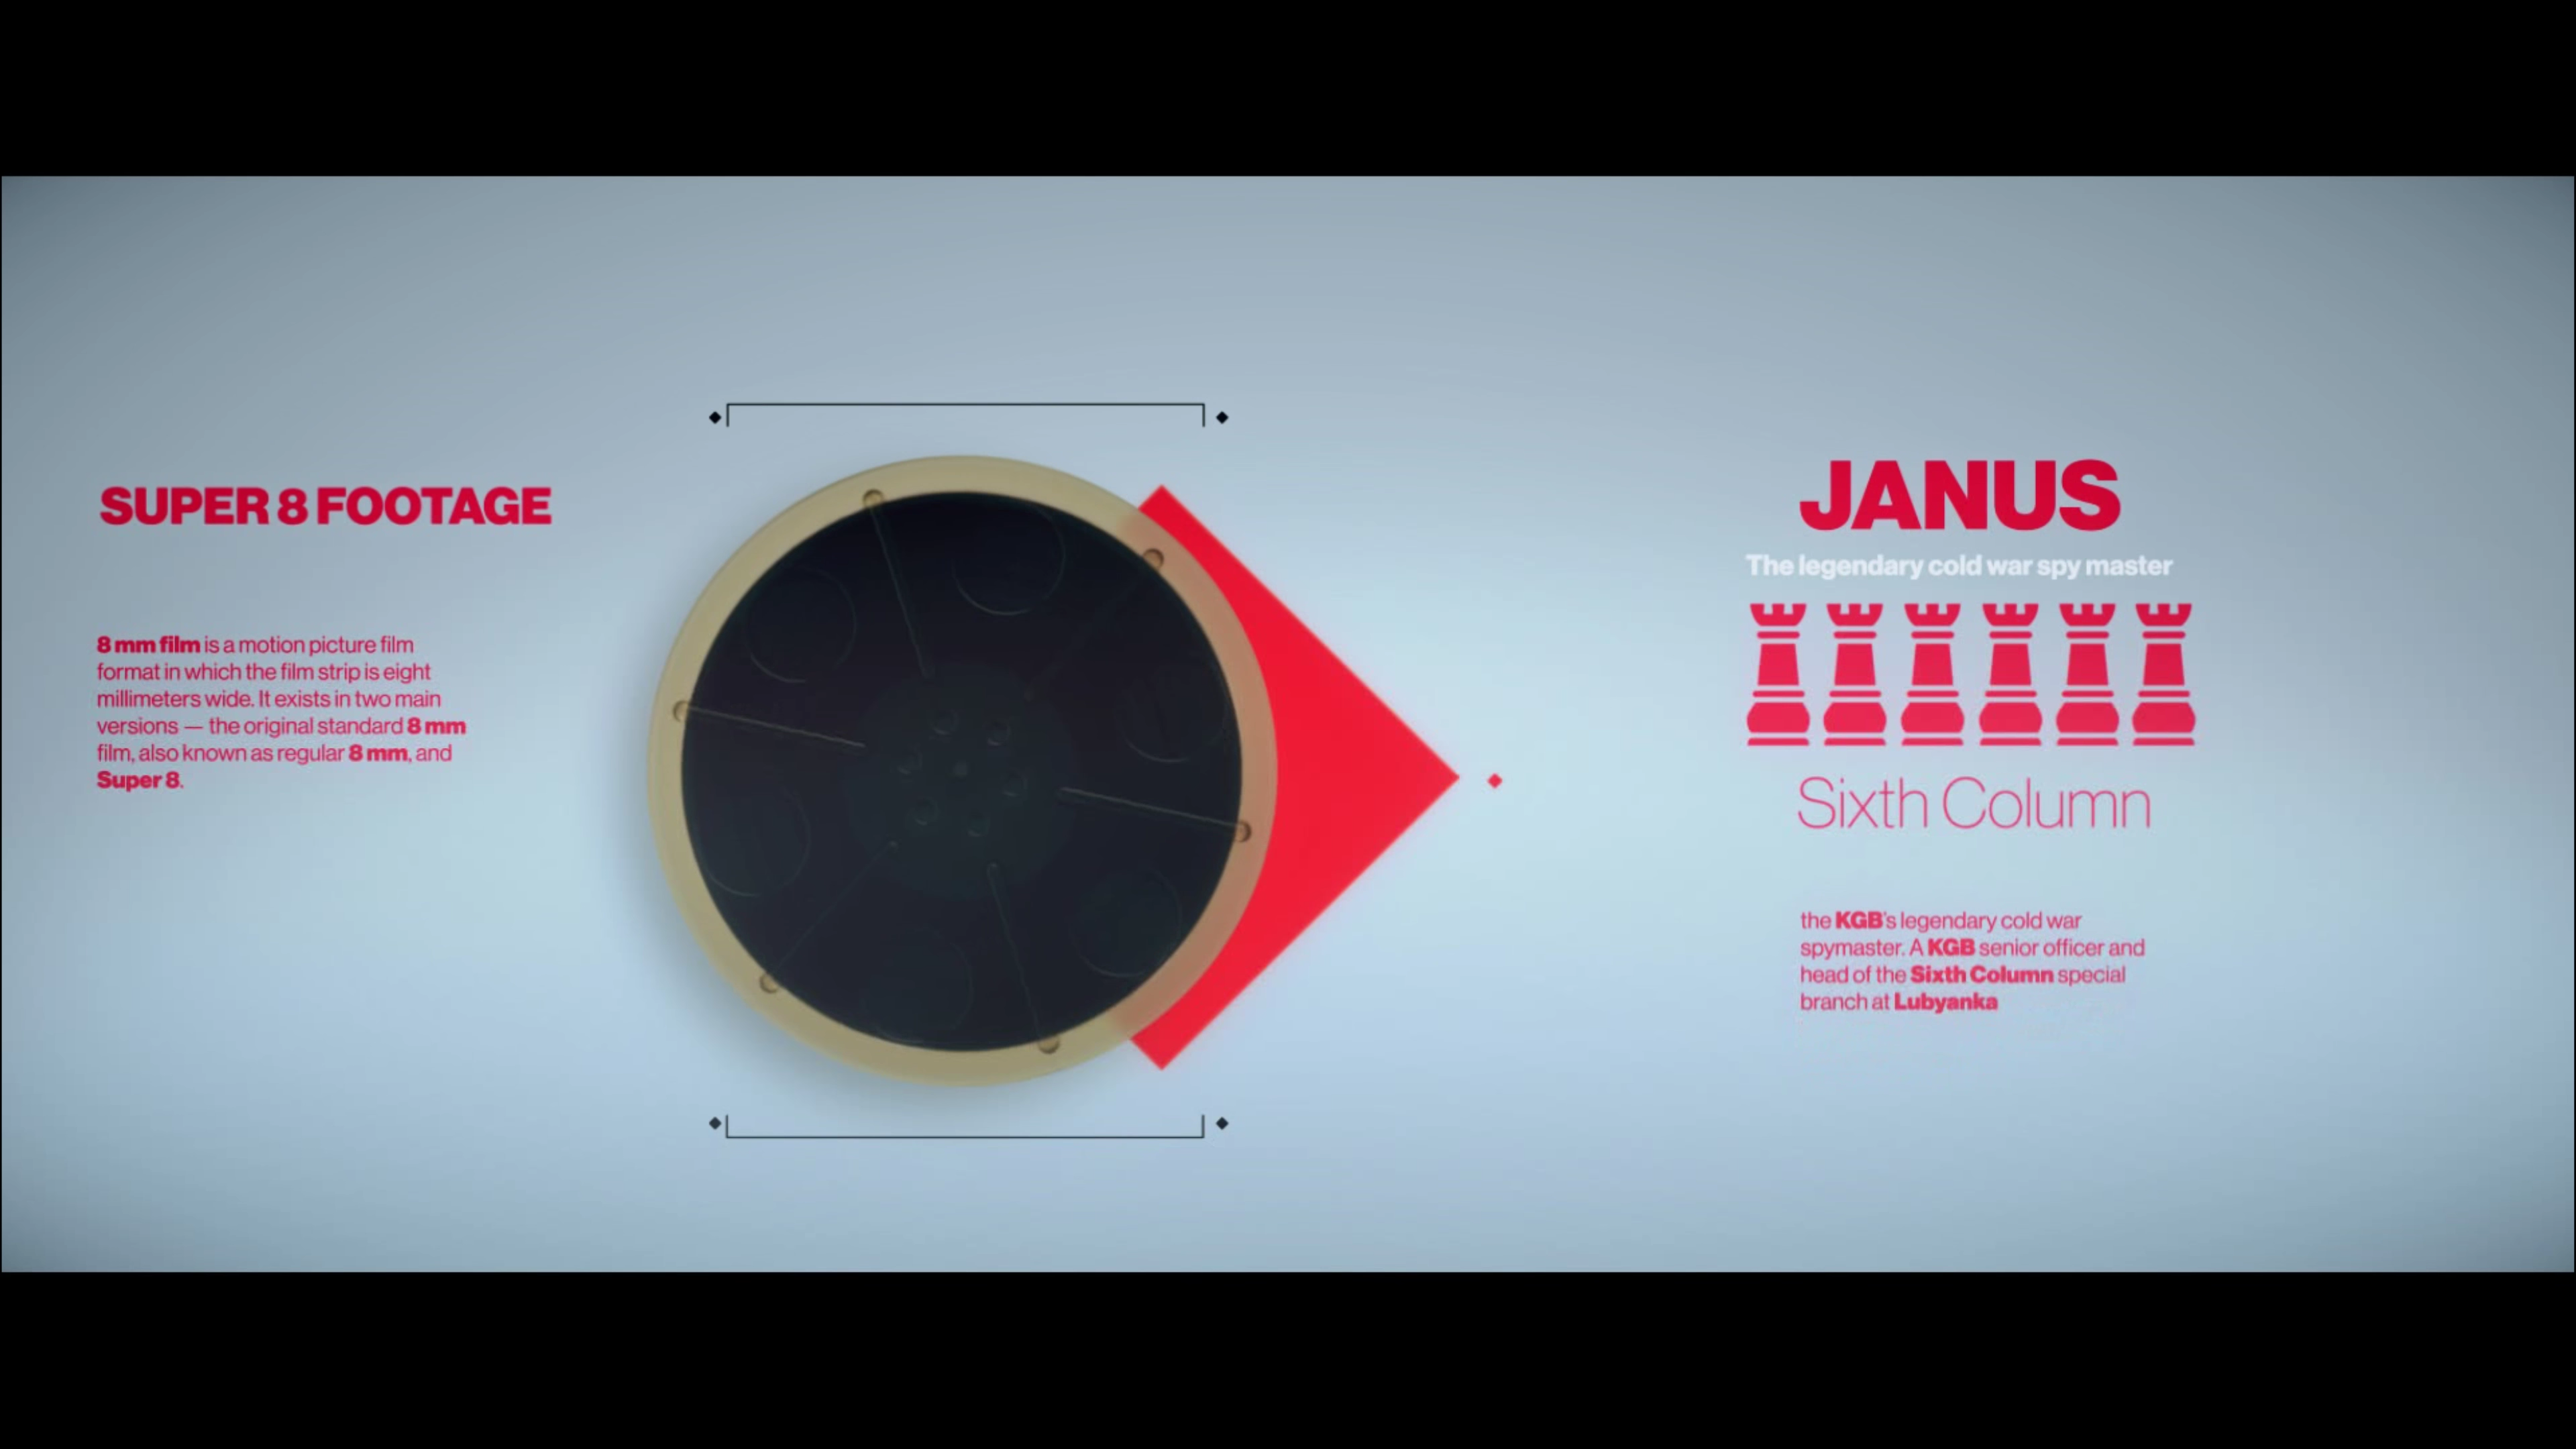 SUPER 8 FOOTAGE
8 mm film is a motion picture film
format in which the film strip is eight
millimeters wide. It exists in two main
versions — the original standard 8 mm
film, also known as regular 8 mm, and
Super 8.
JANUS
The legendary cold war spy master
Sixth Column
the KGB's legendary cold war
spymaster. A KGB senior officer and
head of the Sixth Column special
branch at Lubyanka